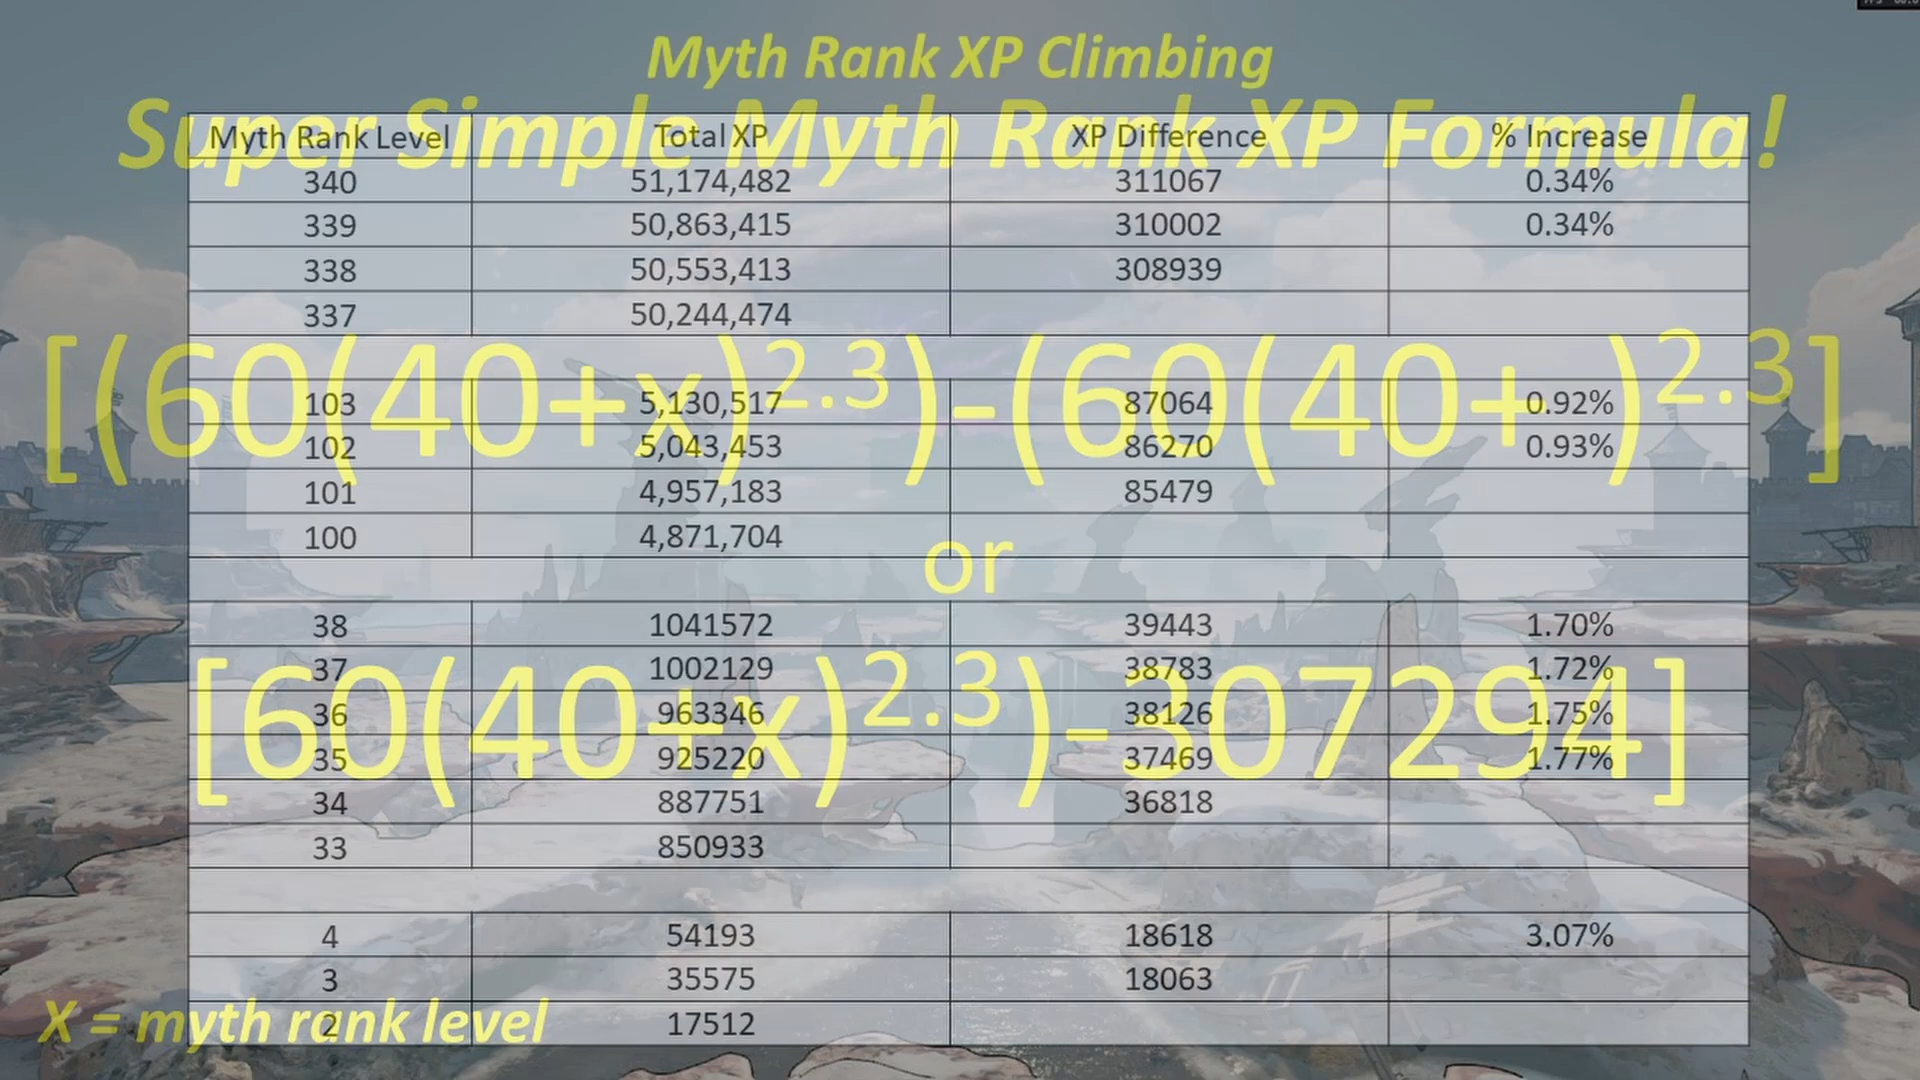 Myth Rank XP Climbing
Super Simple Myth Rank XP Formula!
Myth Rank Level Total XP XP Difference % Increase
340 51,174,482 311067 0.34%
339 50,863,415 310002 0.34%
338 50,553,413 308939
337 50,244,474
[(60(40+x)^2.3)-(60(40+)^2.3]
103 5,130,517 87064 0.92%
102 5,043,453 86270 0.93%
101 4,957,183 85479
100 4,871,704
or
38 1041572 39443 1.70%
37 1002129 38783 1.72%
[60(40+x)^2.3)-307294]
36 963346 38126 1.75%
35 925220 37469 1.77%
34 887751 36818
33 850933
4 54193 18618 3.07%
3 35575 18063
2 17512
X = myth rank level